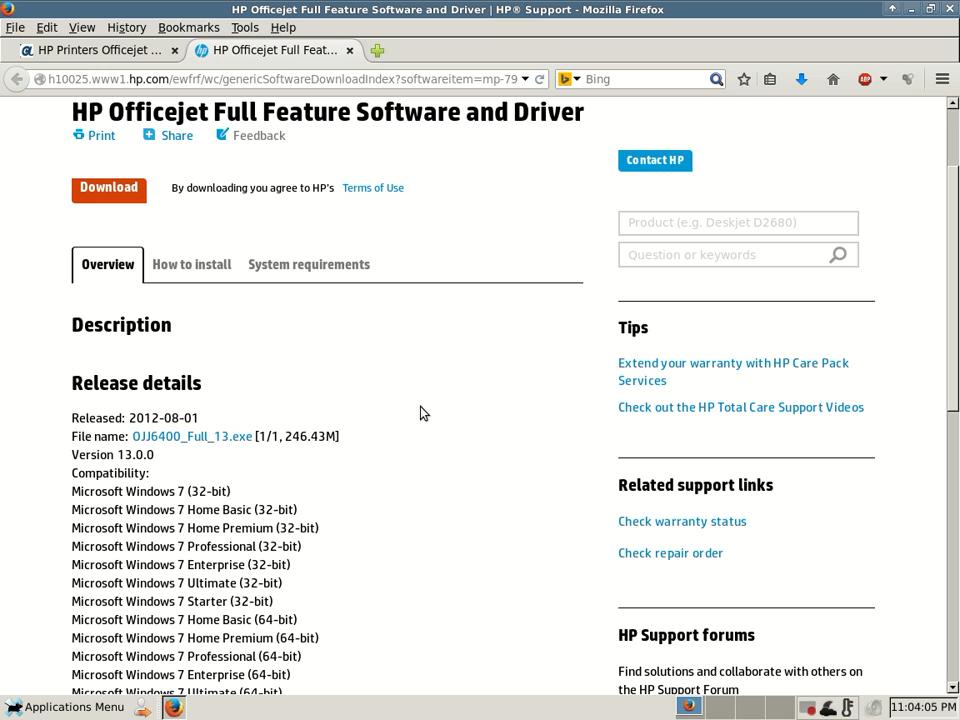 HP Officejet Full Feature Software and Driver | HP® Support - Mozilla Firefox
File Edit View History Bookmarks Tools Help
HP Printers Officejet ...
HP Officejet Full Feat...
h10025.www1.hp.com/ewfrf/wc/genericSoftwareDownloadIndex?softwareitem=mp-79
Bing
ABP
HP Officejet Full Feature Software and Driver
Print Share Feedback
Contact HP
Download
By downloading you agree to HP's Terms of Use
Product (e.g. Deskjet D2680)
Question or keywords
Overview
How to install
System requirements
Description
Release details
Released: 2012-08-01
File name: OJJ6400_Full_13.exe [1/1, 246.43M]
Version 13.0.0
Compatibility:
Microsoft Windows 7 (32-bit)
Microsoft Windows 7 Home Basic (32-bit)
Microsoft Windows 7 Home Premium (32-bit)
Microsoft Windows 7 Professional (32-bit)
Microsoft Windows 7 Enterprise (32-bit)
Microsoft Windows 7 Ultimate (32-bit)
Microsoft Windows 7 Starter (32-bit)
Microsoft Windows 7 Home Basic (64-bit)
Microsoft Windows 7 Home Premium (64-bit)
Microsoft Windows 7 Professional (64-bit)
Microsoft Windows 7 Enterprise (64-bit)
Microsoft Windows 7 Ultimate (64-bit)
Tips
Extend your warranty with HP Care Pack
Services
Check out the HP Total Care Support Videos
Related support links
Check warranty status
Check repair order
HP Support forums
Find solutions and collaborate with others on
the HP Support Forum
Applications Menu
11:04:05 PM